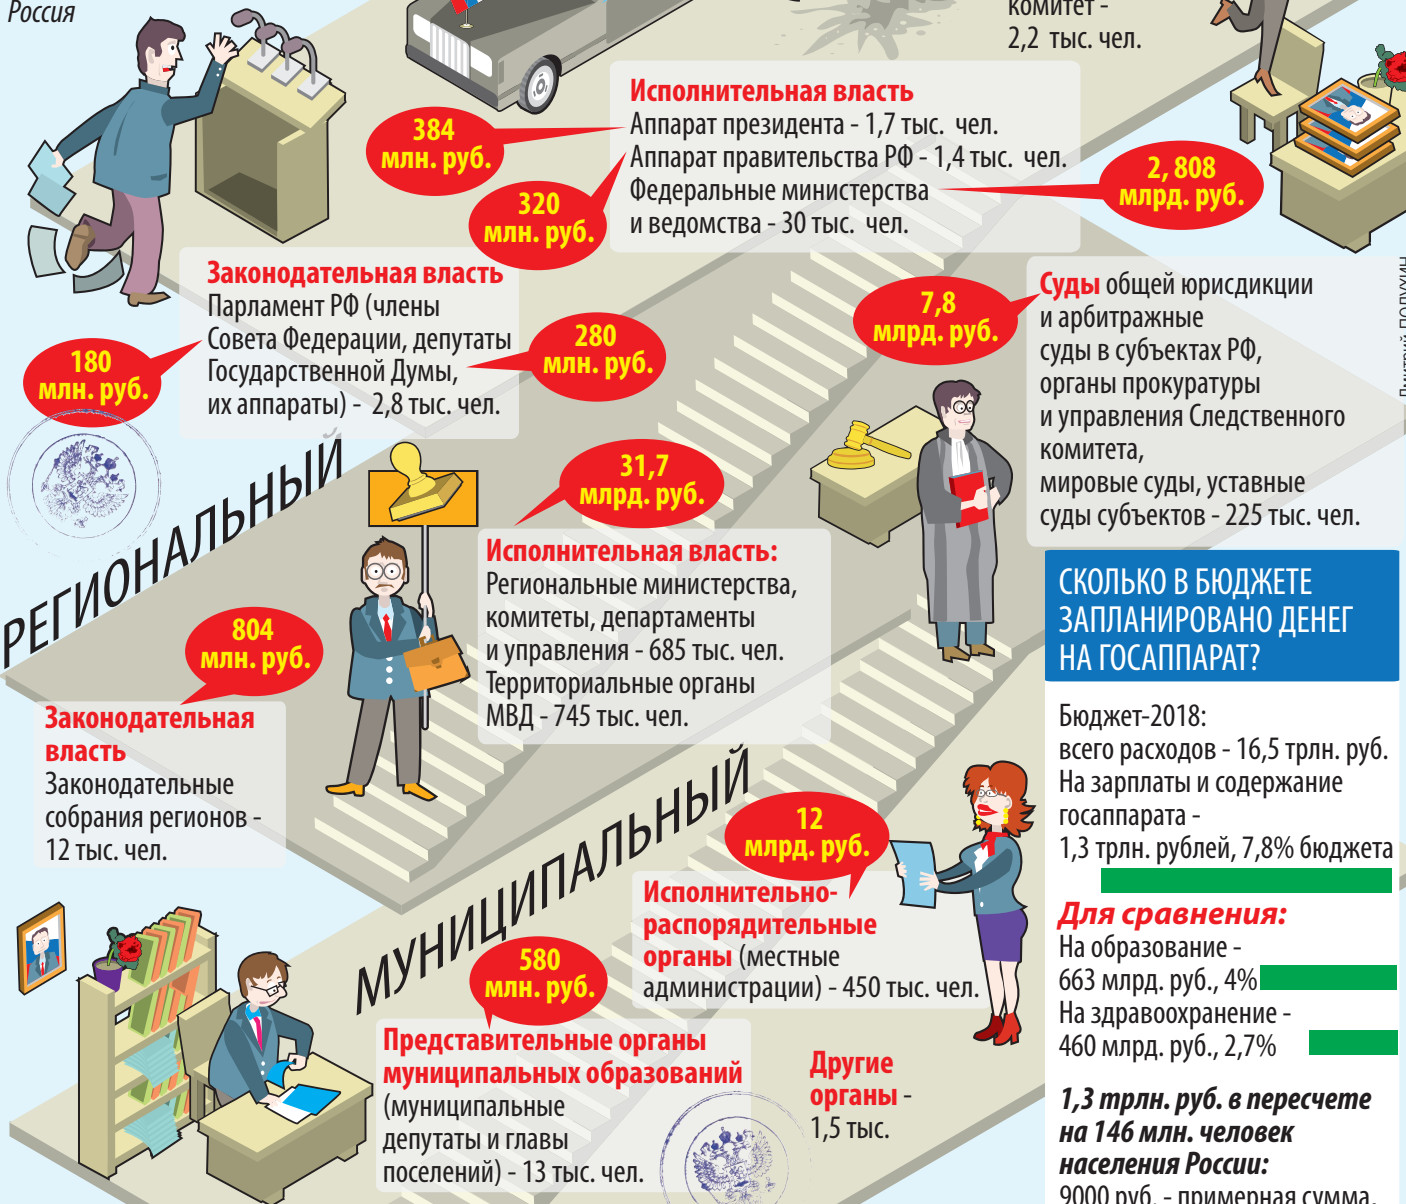 Россия
комитет -
2,2 тыс. чел.
Исполнительная власть
Аппарат президента - 1,7 тыс. чел.
Аппарат правительства РФ - 1,4 тыс. чел.
Федеральные министерства
и ведомства - 30 тыс. чел.
384
млн. руб.
320
млн. руб.
2, 808
млрд. руб.
Законодательная власть
Парламент РФ (члены
Совета Федерации, депутаты
Государственной Думы,
их аппараты) - 2,8 тыс. чел.
180
млн. руб.
280
млн. руб.
7,8
млрд. руб.
Суды общей юрисдикции
и арбитражные
суды в субъектах РФ,
органы прокуратуры
и управления Следственного
комитета,
мировые суды, уставные
суды субъектов - 225 тыс. чел.
Дмитрий ПОЛУХИН
РЕГИОНАЛЬНЫЙ
31,7
млрд. руб.
Исполнительная власть:
Региональные министерства,
комитеты, департаменты
и управления - 685 тыс. чел.
Территориальные органы
МВД - 745 тыс. чел.
804
млн. руб.
Законодательная
власть
Законодательные
собрания регионов -
12 тыс. чел.
МУНИЦИПАЛЬНЫЙ
12
млрд. руб.
Исполнительно-
распорядительные
органы (местные
администрации) - 450 тыс. чел.
580
млн. руб.
Представительные органы
муниципальных образований
(муниципальные
депутаты и главы
поселений) - 13 тыс. чел.
Другие
органы -
1,5 тыс.
СКОЛЬКО В БЮДЖЕТЕ
ЗАПЛАНИРОВАНО ДЕНЕГ
НА ГОСАППАРАТ?
Бюджет-2018:
всего расходов - 16,5 трлн. руб.
На зарплаты и содержание
госаппарата -
1,3 трлн. рублей, 7,8% бюджета
Для сравнения:
На образование -
663 млрд. руб., 4%
На здравоохранение -
460 млрд. руб., 2,7%
1,3 трлн. руб. в пересчете
на 146 млн. человек
населения России:
9000 руб. - примерная сумма,